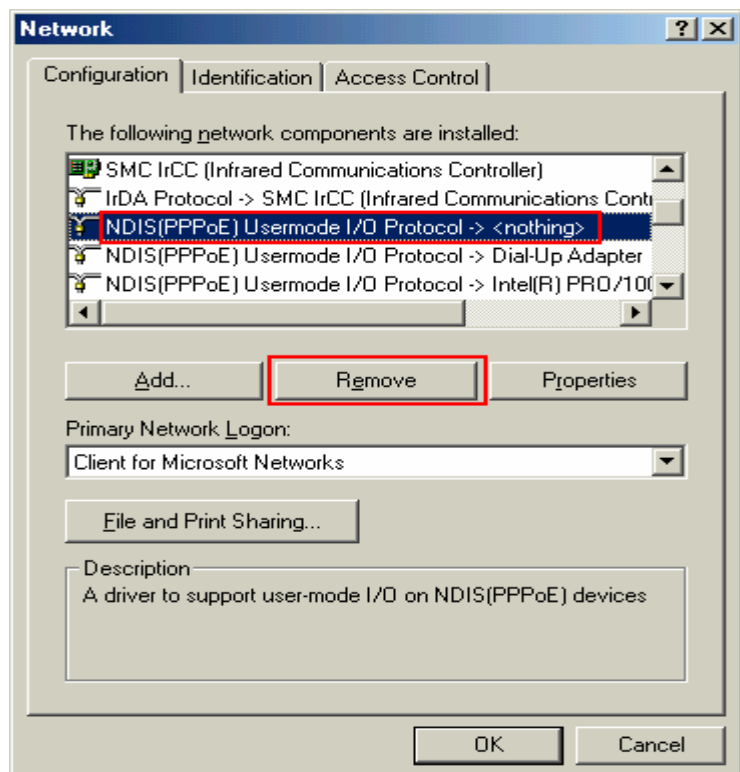 Network
Configuration Identification Access Control
The following network components are installed:
SMC IrCC (Infrared Communications Controller)
IrDA Protocol -> SMC IrCC (Infrared Communications Contr
NDIS(PPPoE) Usermode I/O Protocol -> <nothing>
NDIS(PPPoE) Usermode I/O Protocol -> Dial-Up Adapter
NDIS(PPPoE) Usermode I/O Protocol -> Intel(R) PRO/100
Add... Remove Properties
Primary Network Logon:
Client for Microsoft Networks
File and Print Sharing...
Description
A driver to support user-mode I/O on NDIS(PPPoE) devices
OK Cancel